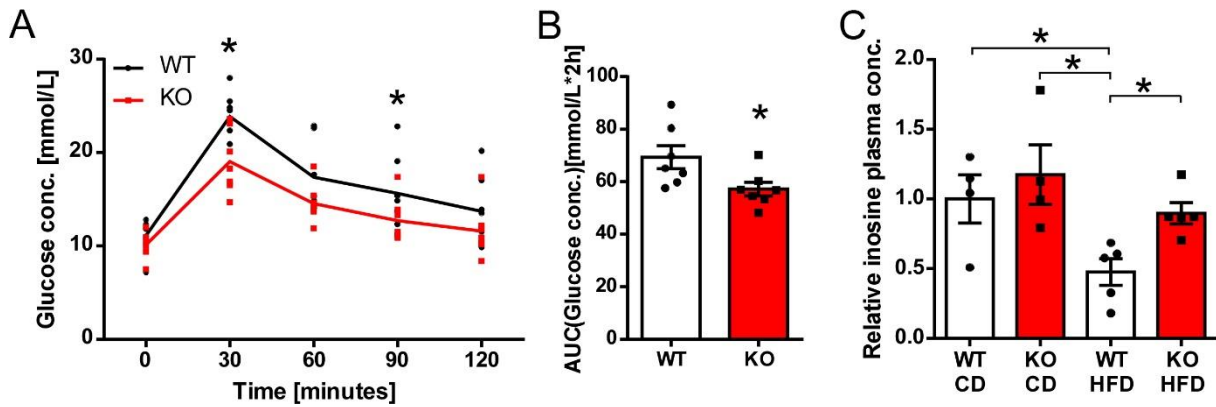 A
*
*
WT
KO
30
20
10
0
Glucose conc. [mmol/L]
0 30 60 90 120
Time [minutes]
B
*
100
80
60
40
20
0
AUC(Glucose conc.)[mmol/L*2h]
WT KO
C
*
*
*
2.0
1.5
1.0
0.5
0.0
Relative inosine plasma conc.
WT KO WT KO
CD CD HFD HFD